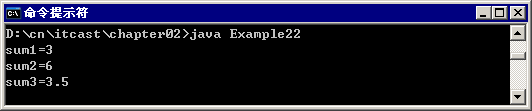 命令提示符
D:\cn\itcast\chapter02>java Example22
sum1=3
sum2=6
sum3=3.5